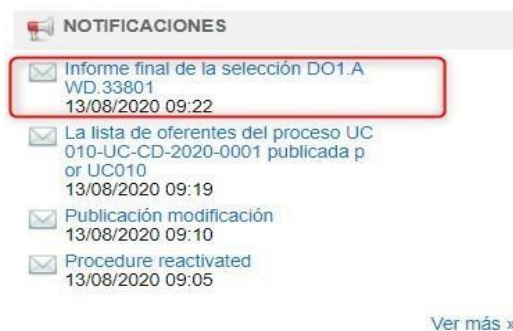 NOTIFICACIONES
Informe final de la selección DO1.A
WD.33801
13/08/2020 09:22
La lista de oferentes del proceso UC
010-UC-CD-2020-0001 publicada p
or UC010
13/08/2020 09:19
Publicación modificación
13/08/2020 09:10
Procedure reactivated
13/08/2020 09:05
Ver más »